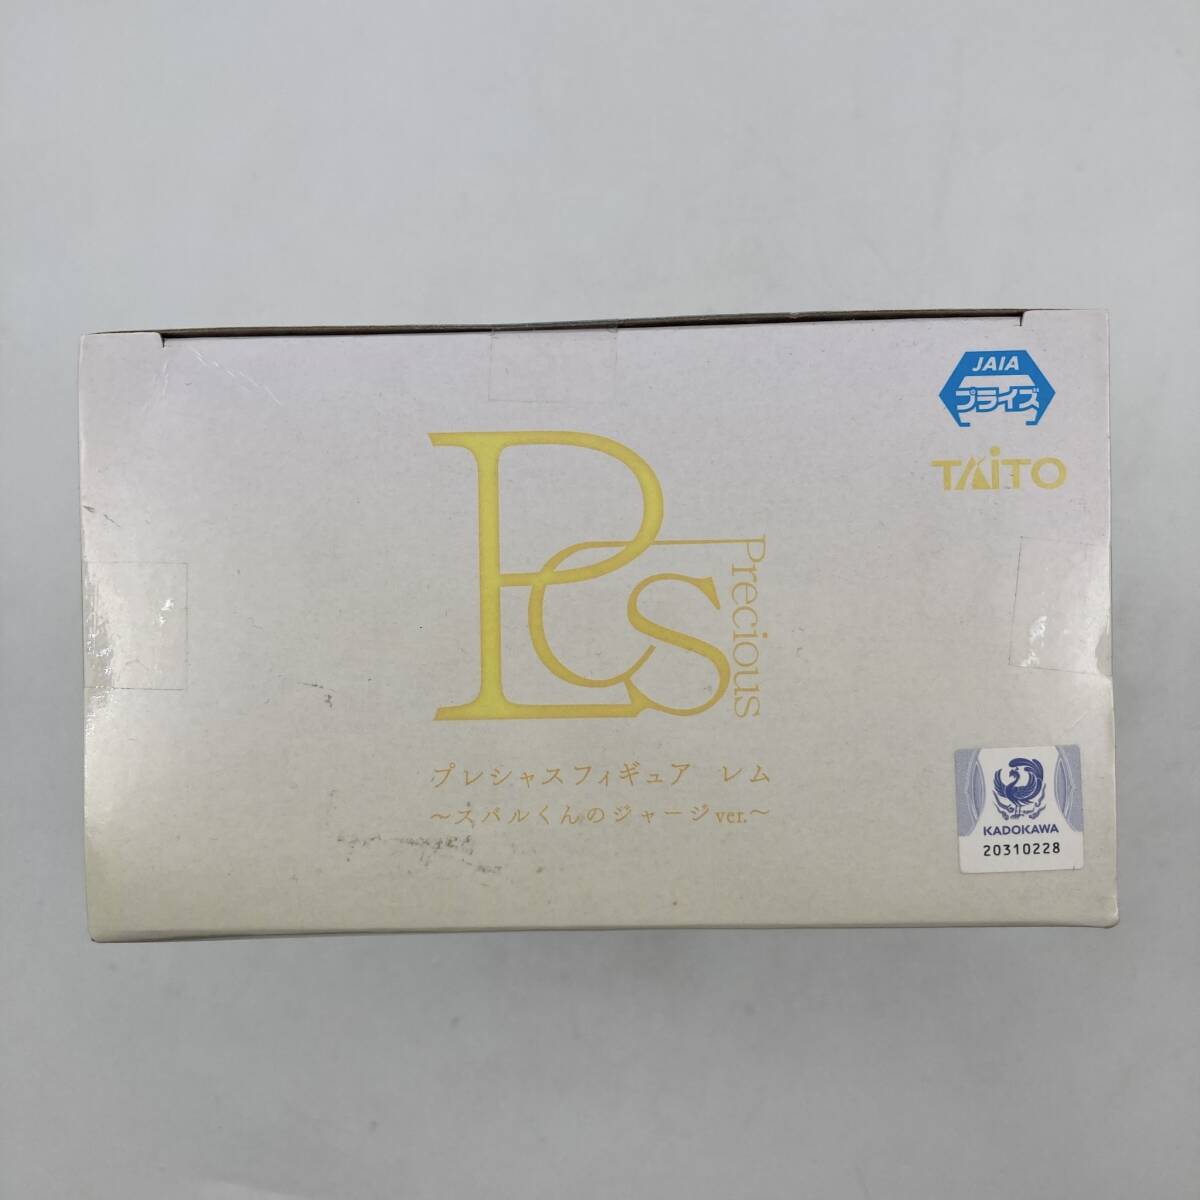 JAIA
プライズ
TAiTO
PCS
Precious
プレシャスフィギュア レム
～スバルくんのジャージver.～
KADOKAWA
20310228